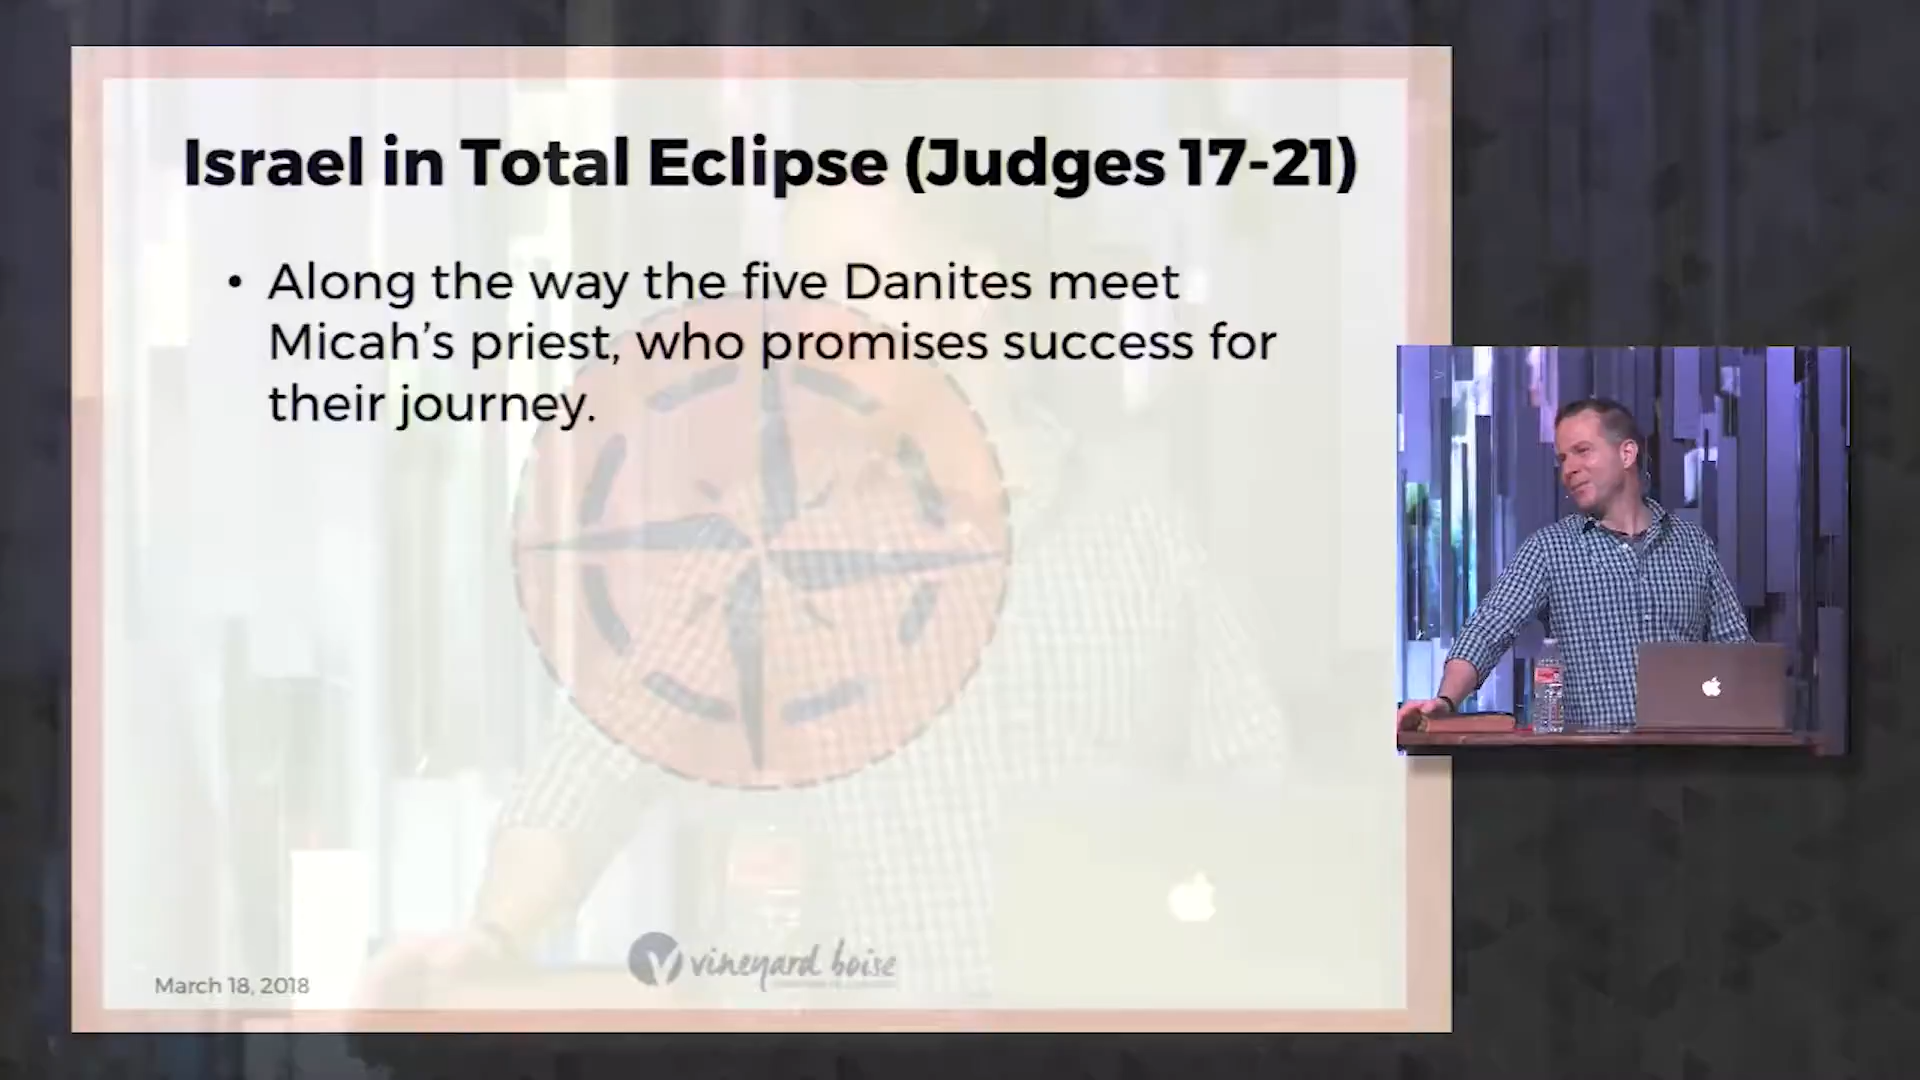 Israel in Total Eclipse (Judges 17-21)
• Along the way the five Danites meet
Micah's priest, who promises success for
their journey.
vineyard boise
March 18, 2018